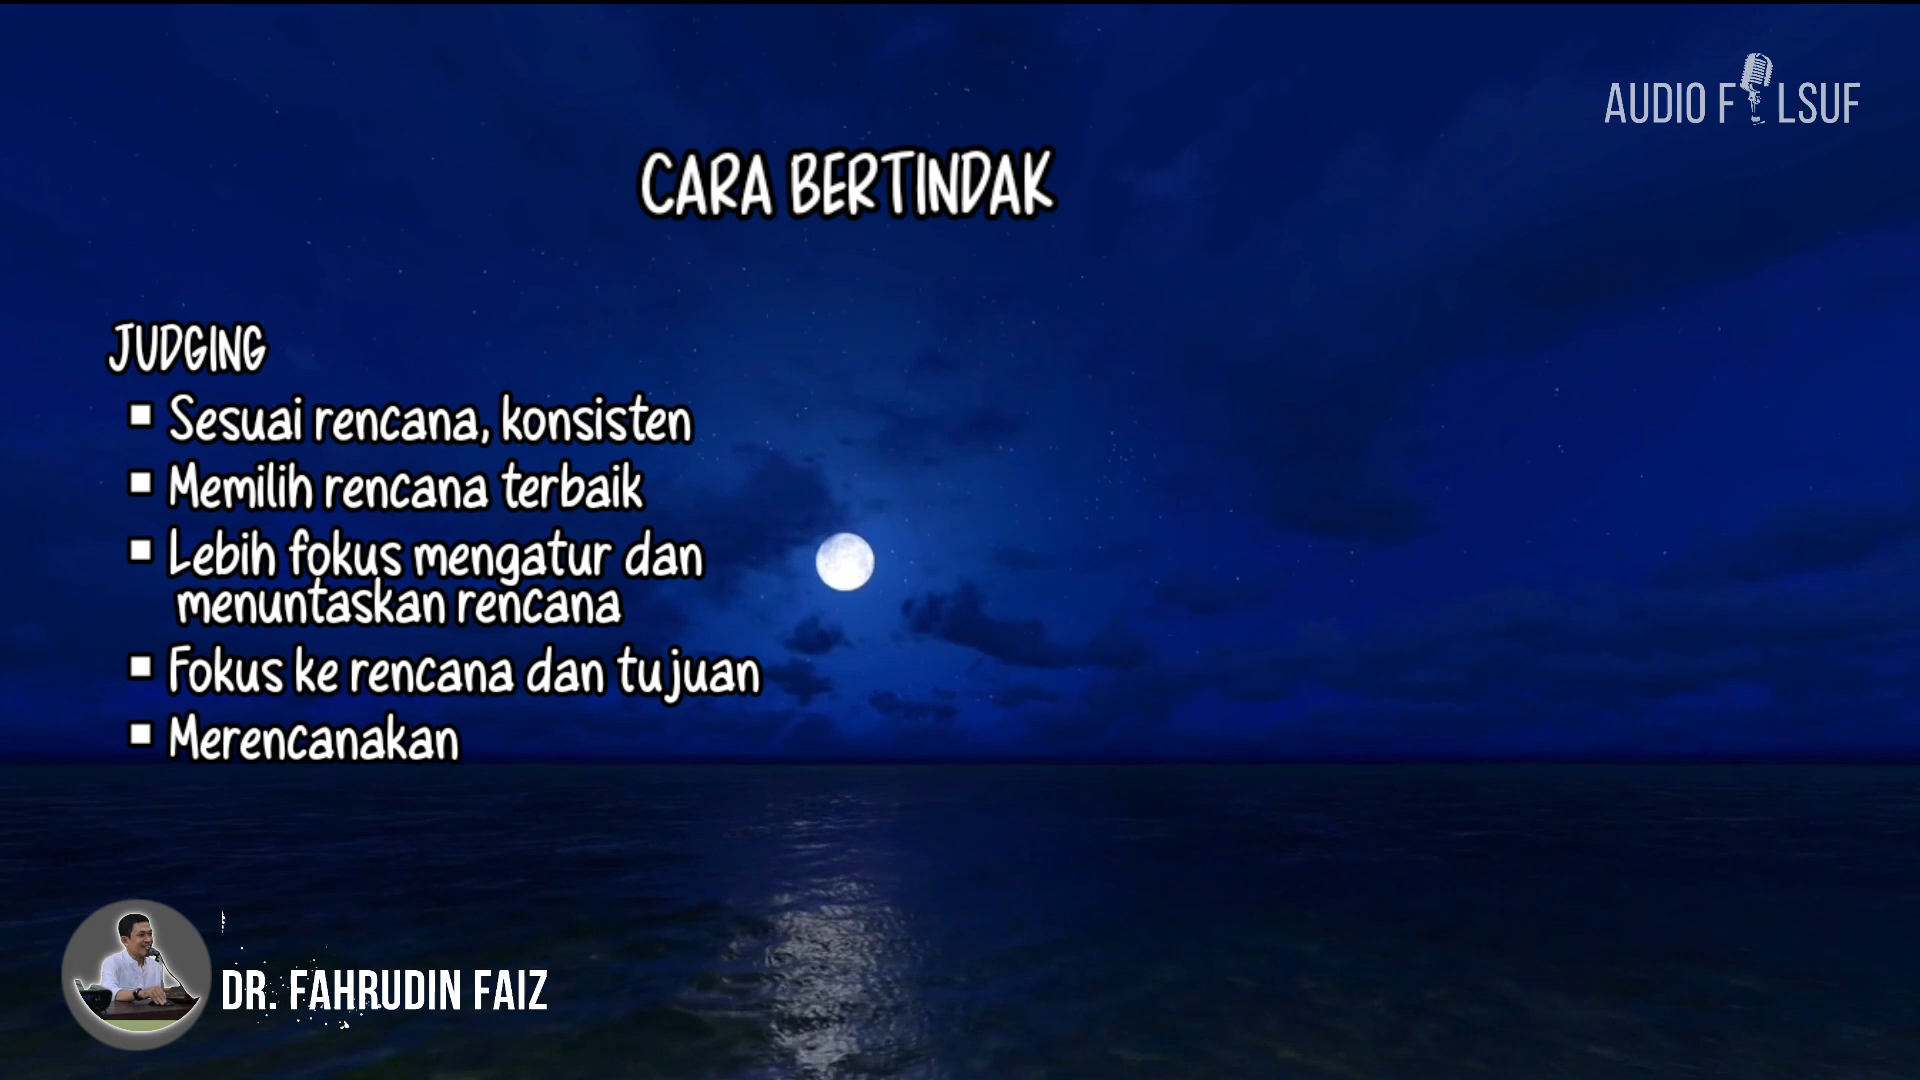 AUDIO FILSUF
CARA BERTINDAK
JUDGING
▪ Sesuai rencana, konsisten
▪ Memilih rencana terbaik
▪ Lebih fokus mengatur dan
menuntaskan rencana
▪ Fokus ke rencana dan tujuan
▪ Merencanakan
DR. FAHRUDIN FAIZ